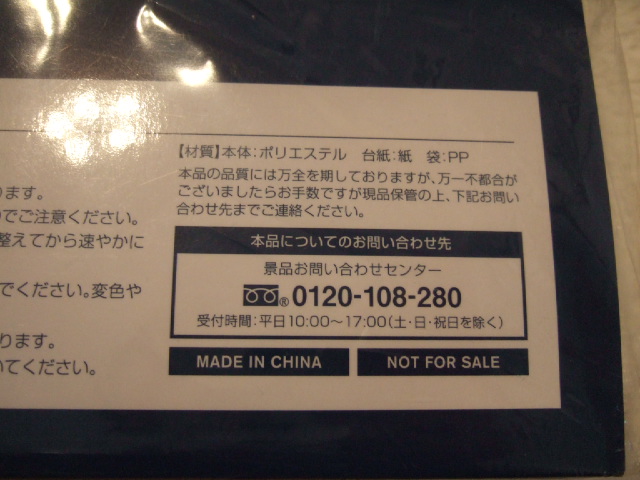 【材質】本体:ポリエステル 台紙:紙 袋:PP
本品の品質には万全を期しておりますが、万一不都合が
ございましたらお手数ですが現品保管の上、下記お問い
合わせ先までご連絡ください。
本品についてのお問い合わせ先
景品お問い合わせセンター
® 0120-108-280
受付時間:平日10:00〜17:00(土・日・祝日を除く)
MADE IN CHINA
NOT FOR SALE
ります。
でご注意ください。
整えてから速やかに
でください。変色や
ります。
いてください。